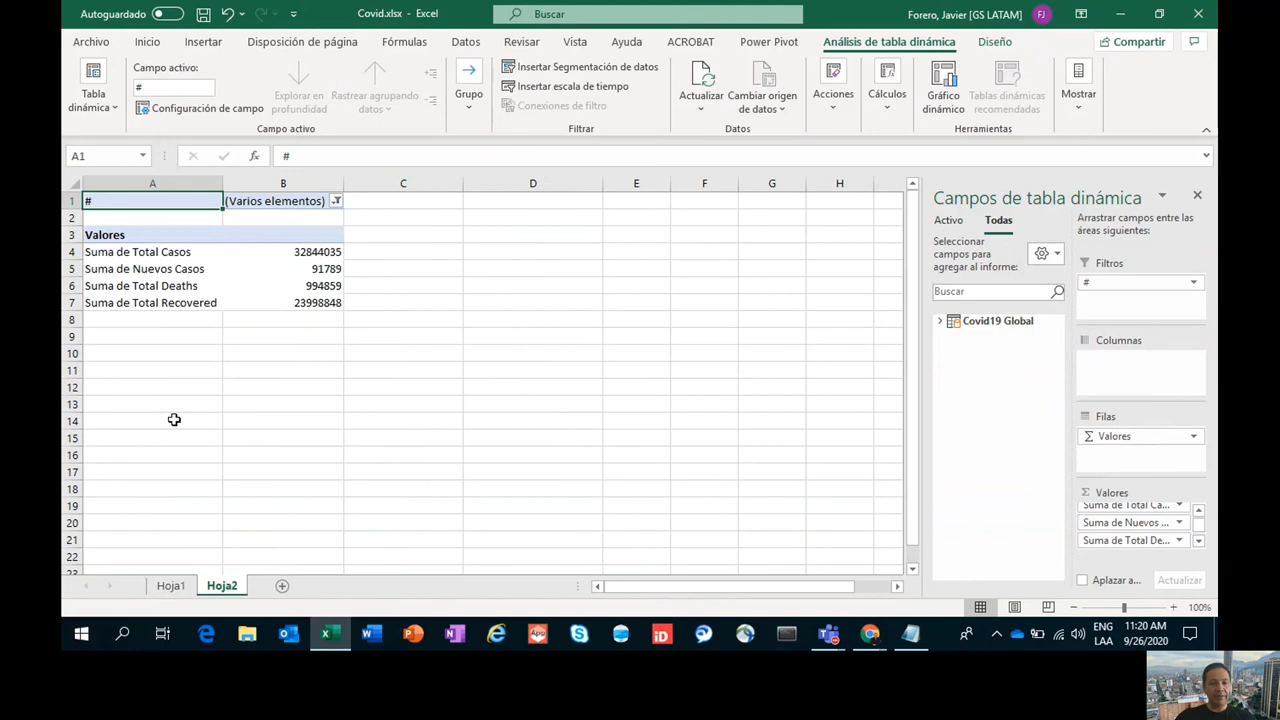 Autoguardado
Covid.xlsx - Excel
Buscar
Forero, Javier [GS LATAM]
FJ
Archivo
Inicio
Insertar
Disposición de página
Fórmulas
Datos
Revisar
Vista
Ayuda
ACROBAT
Power Pivot
Análisis de tabla dinámica
Diseño
Compartir
Tabla dinámica
Campo activo:
#
Configuración de campo
Explorar en profundidad
Rastrear agrupando datos
Campo activo
Grupo
Insertar Segmentación de datos
Insertar escala de tiempo
Conexiones de filtro
Filtrar
Actualizar
Cambiar origen de datos
Datos
Acciones
Cálculos
Gráfico dinámico
Tablas dinámicas recomendadas
Herramientas
Mostrar
A1
fx
#
A B C D E F G H
1 # (Varios elementos)
2
3 Valores
4 Suma de Total Casos 32844035
5 Suma de Nuevos Casos 91789
6 Suma de Total Deaths 994859
7 Suma de Total Recovered 23998848
8
9
10
11
12
13
14
15
16
17
18
19
20
21
22
23
Campos de tabla dinámica
Activo
Todas
Seleccionar
campos para
agregar al informe:
Buscar
Covid19 Global
Arrastrar campos entre las
áreas siguientes:
Filtros
#
Columnas
Filas
Σ Valores
Σ Valores
Suma de Total Ca...
Suma de Nuevos ...
Suma de Total De...
Aplazar a...
Actualizar
Hoja1
Hoja2
100%
ENG
LAA
11:20 AM
9/26/2020